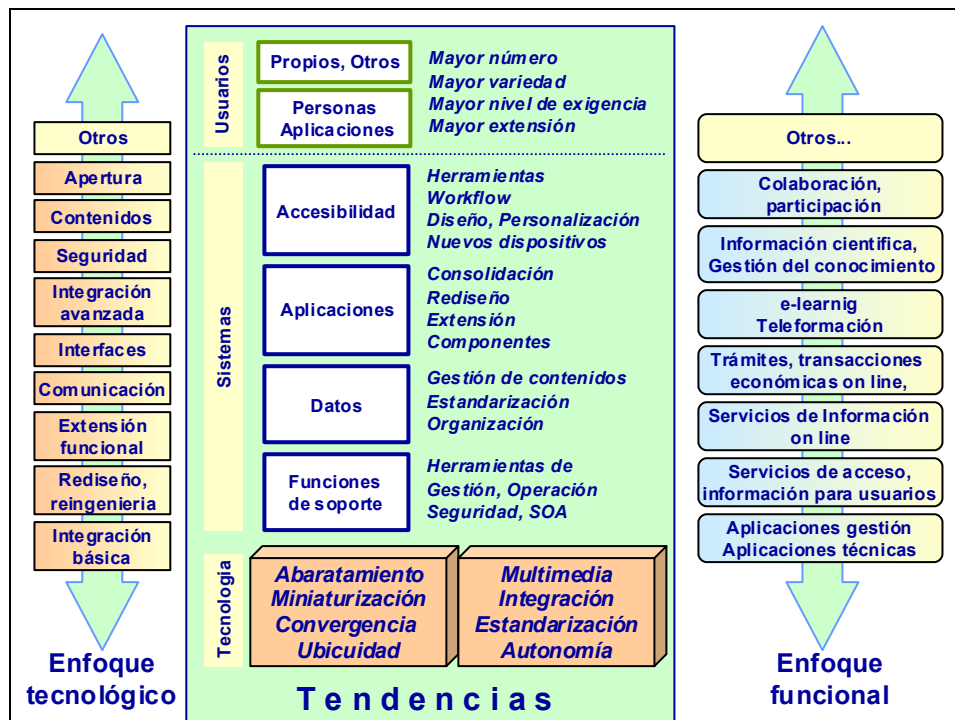 Otros
Apertura
Contenidos
Seguridad
Integración
avanzada
Interfaces
Comunicación
Extensión
funcional
Rediseño,
reingenieria
Integración
básica
Enfoque
tecnológico
Usuarios
Propios, Otros
Personas
Aplicaciones
Mayor número
Mayor variedad
Mayor nivel de exigencia
Mayor extensión
Sistemas
Accesibilidad
Herramientas
Workflow
Diseño, Personalización
Nuevos dispositivos
Aplicaciones
Consolidación
Rediseño
Extensión
Componentes
Datos
Gestión de contenidos
Estandarización
Organización
Funciones
de soporte
Herramientas de
Gestión, Operación
Seguridad, SOA
Tecnologia
Abaratamiento
Miniaturización
Convergencia
Ubicuidad
Multimedia
Integración
Estandarización
Autonomía
Tendencias
Otros...
Colaboración,
participación
Información cientifica,
Gestión del conocimiento
e-learnig
Teleformación
Trámites, transacciones
económicas on line,
Servicios de Información
on line
Servicios de acceso,
información para usuarios
Aplicaciones gestión
Aplicaciones técnicas
Enfoque
funcional